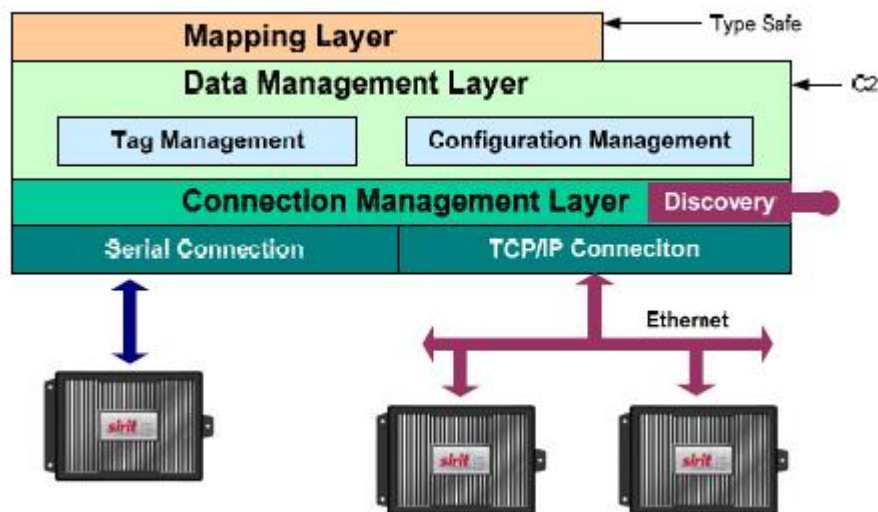 Mapping Layer
Type Safe
Data Management Layer
C2
Tag Management
Configuration Management
Connection Management Layer
Discovery
Serial Connection
TCP/IP Conneciton
Ethernet
sirit
sirit
sirit